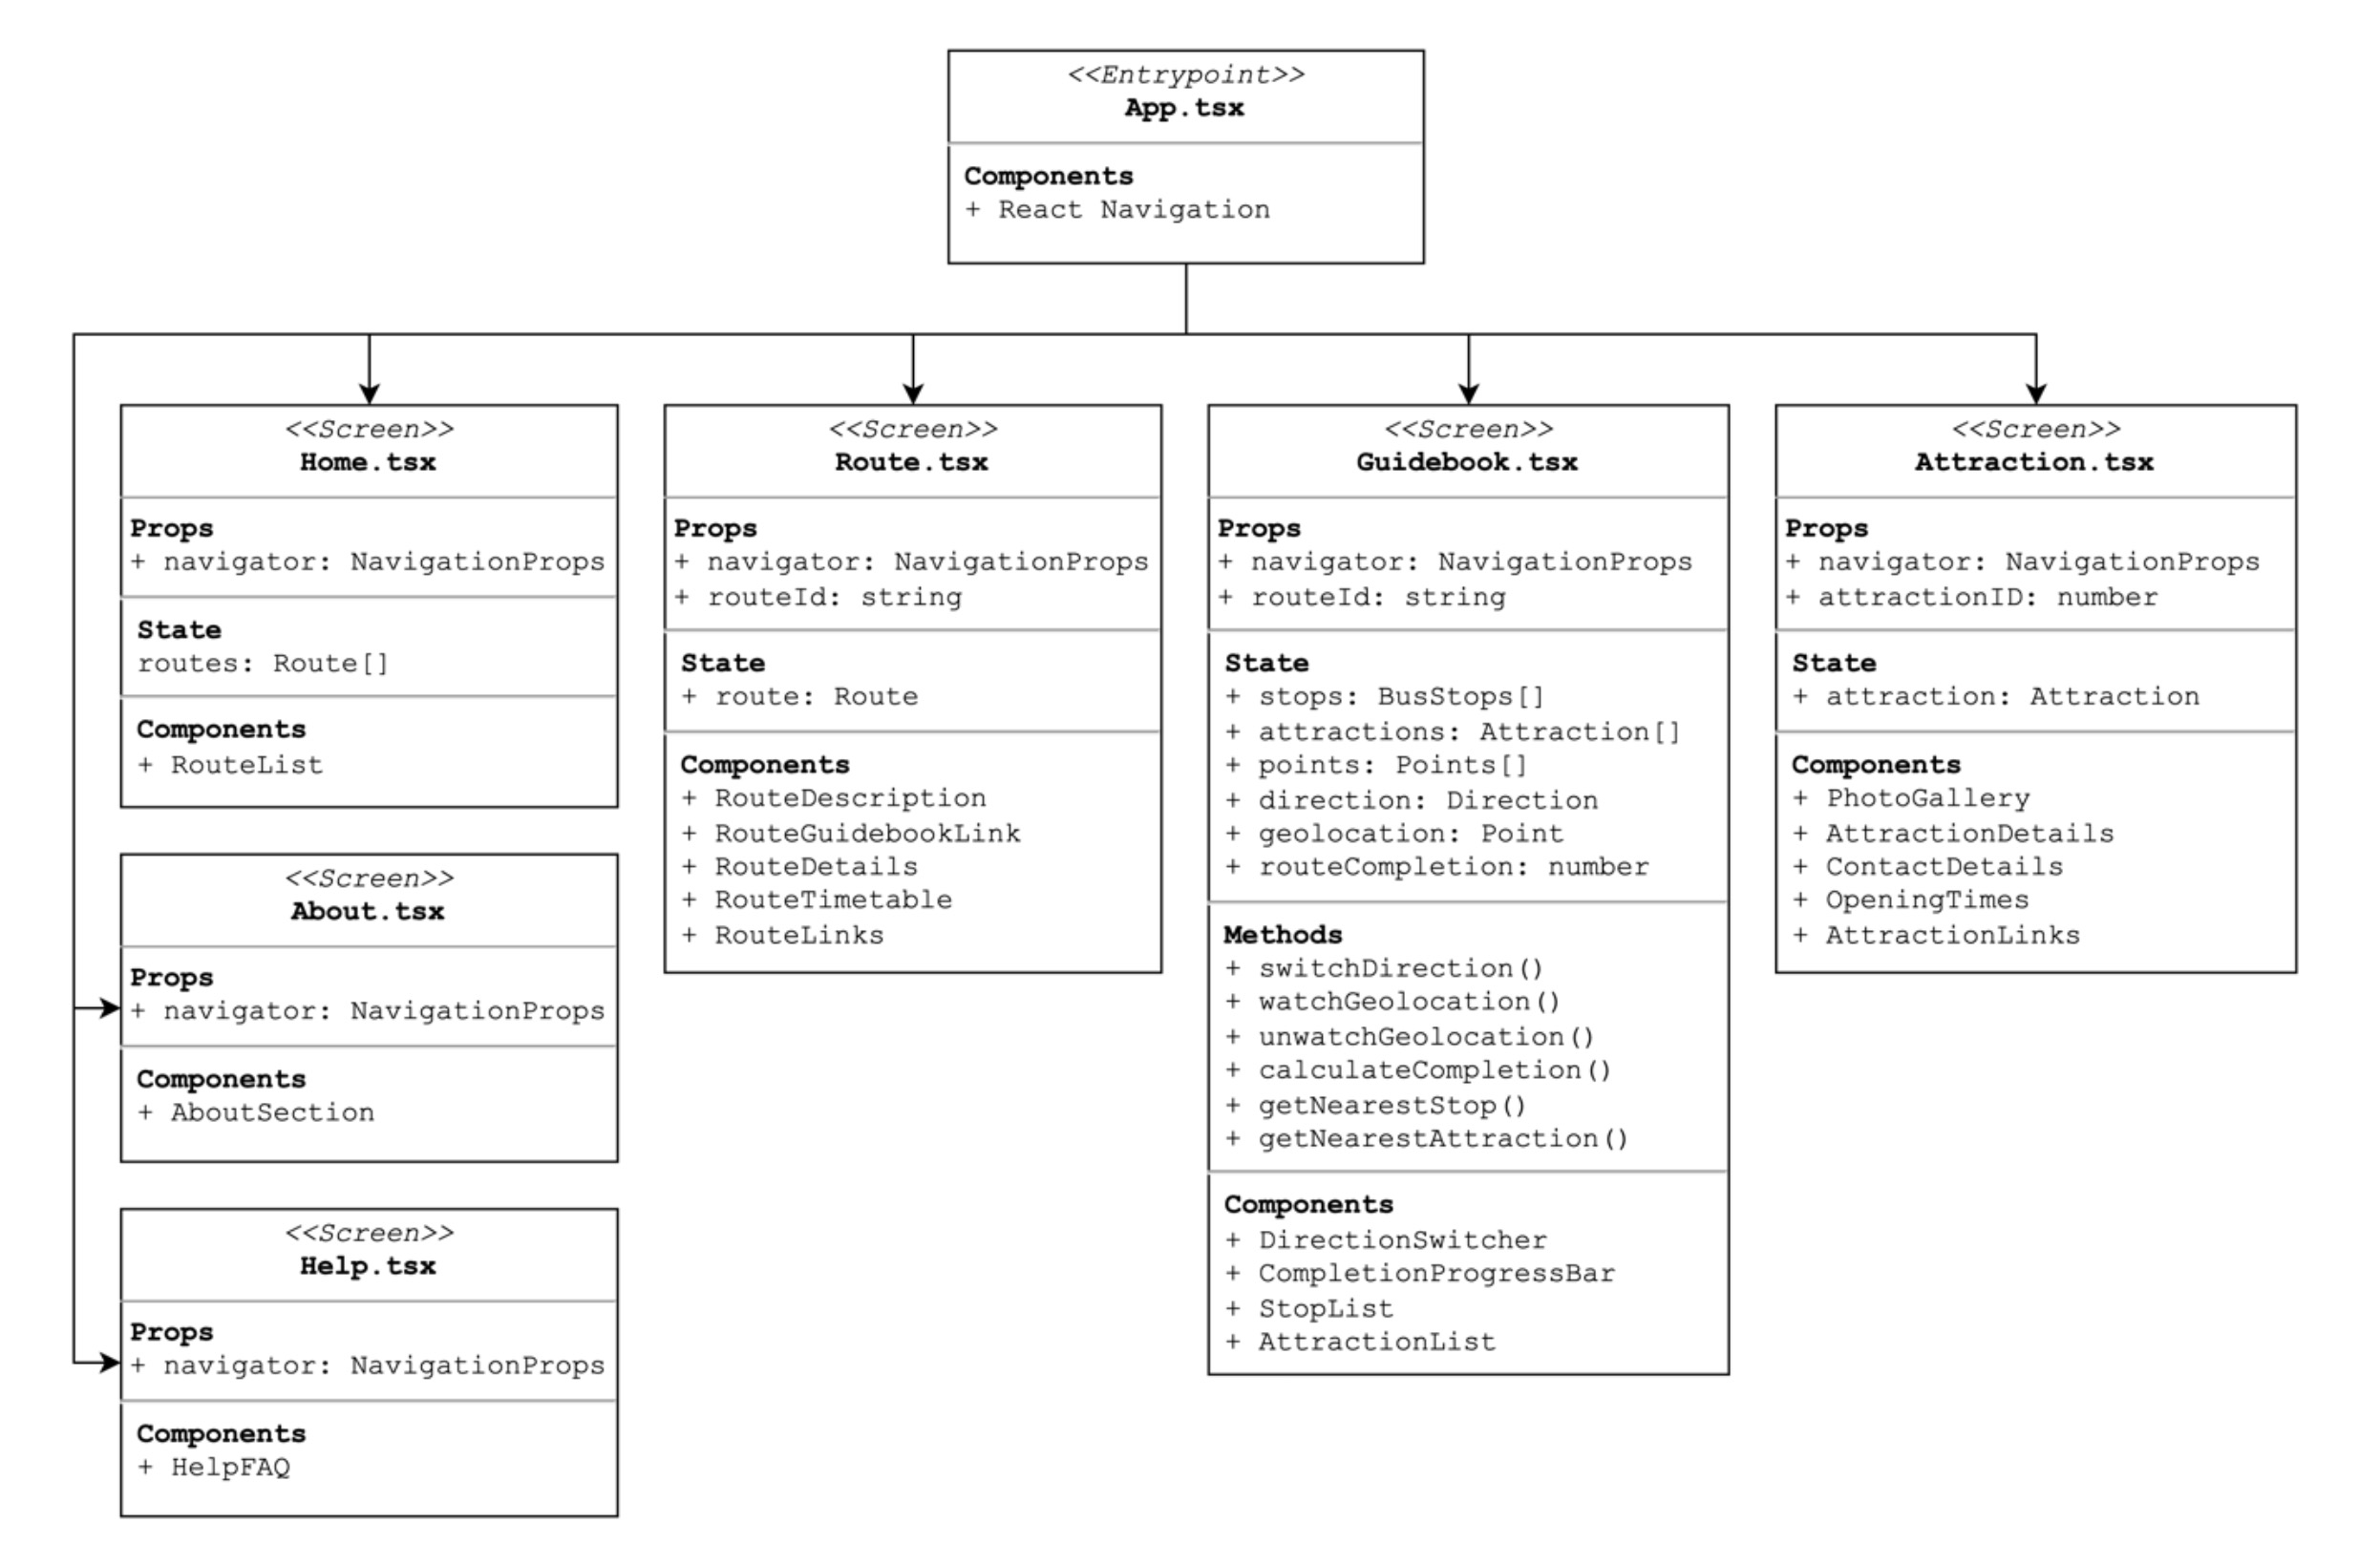 <<Entrypoint>>
App.tsx
Components
+ React Navigation
<<Screen>>
Home.tsx
Props
+ navigator: NavigationProps
State
routes: Route[]
Components
+ RouteList
<<Screen>>
About.tsx
Props
+ navigator: NavigationProps
Components
+ AboutSection
<<Screen>>
Help.tsx
Props
+ navigator: NavigationProps
Components
+ HelpFAQ
<<Screen>>
Route.tsx
Props
+ navigator: NavigationProps
+ routeId: string
State
+ route: Route
Components
+ RouteDescription
+ RouteGuidebookLink
+ RouteDetails
+ RouteTimetable
+ RouteLinks
<<Screen>>
Guidebook.tsx
Props
+ navigator: NavigationProps
+ routeId: string
State
+ stops: BusStops[]
+ attractions: Attraction[]
+ points: Points[]
+ direction: Direction
+ geolocation: Point
+ routeCompletion: number
Methods
+ switchDirection()
+ watchGeolocation()
+ unwatchGeolocation()
+ calculateCompletion()
+ getNearestStop()
+ getNearestAttraction()
Components
+ DirectionSwitcher
+ CompletionProgressBar
+ StopList
+ AttractionList
<<Screen>>
Attraction.tsx
Props
+ navigator: NavigationProps
+ attractionID: number
State
+ attraction: Attraction
Components
+ PhotoGallery
+ AttractionDetails
+ ContactDetails
+ OpeningTimes
+ AttractionLinks